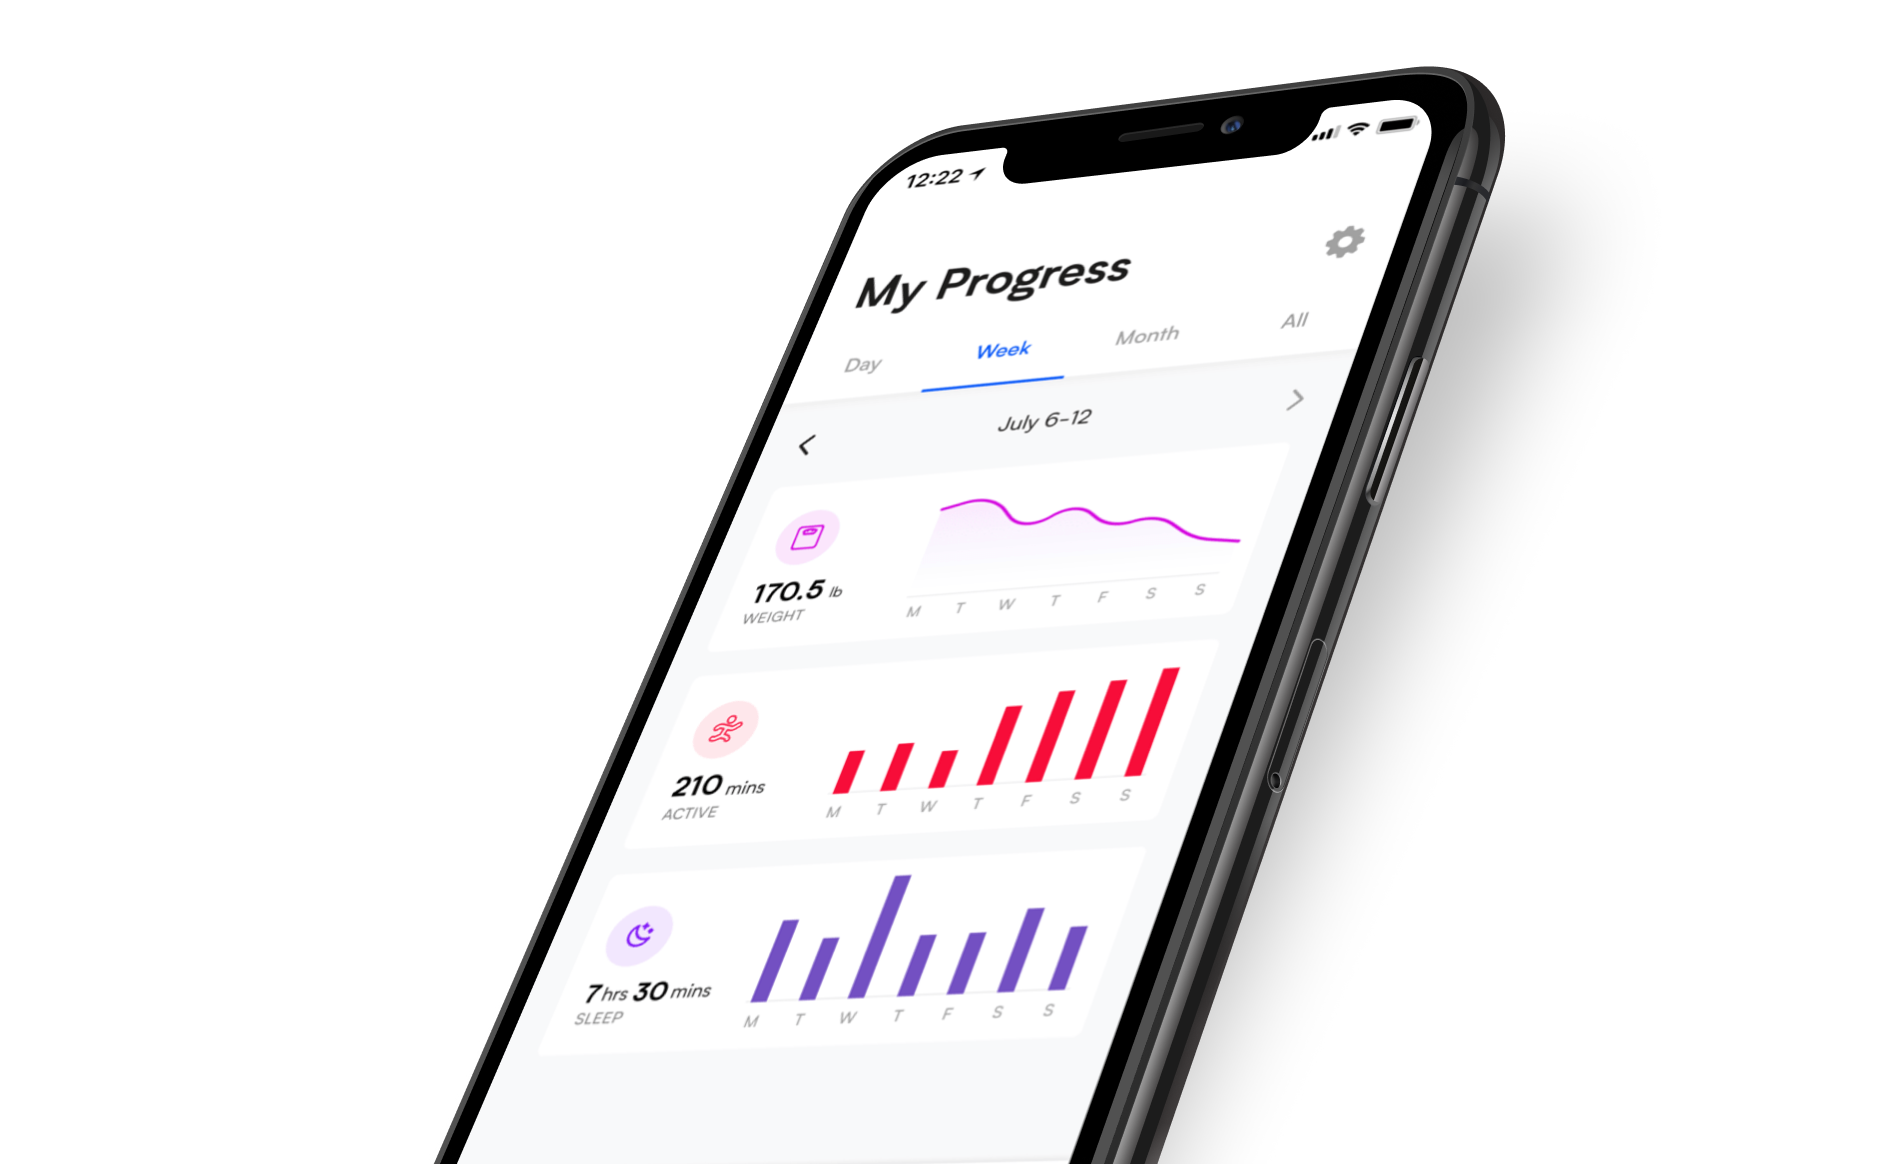 12:22
My Progress
Day Week Month All
July 6-12
170.5 lb
WEIGHT
M T W T F S S
210 mins
ACTIVE
M T W T F S S
7 hrs 30 mins
SLEEP
M T W T F S S